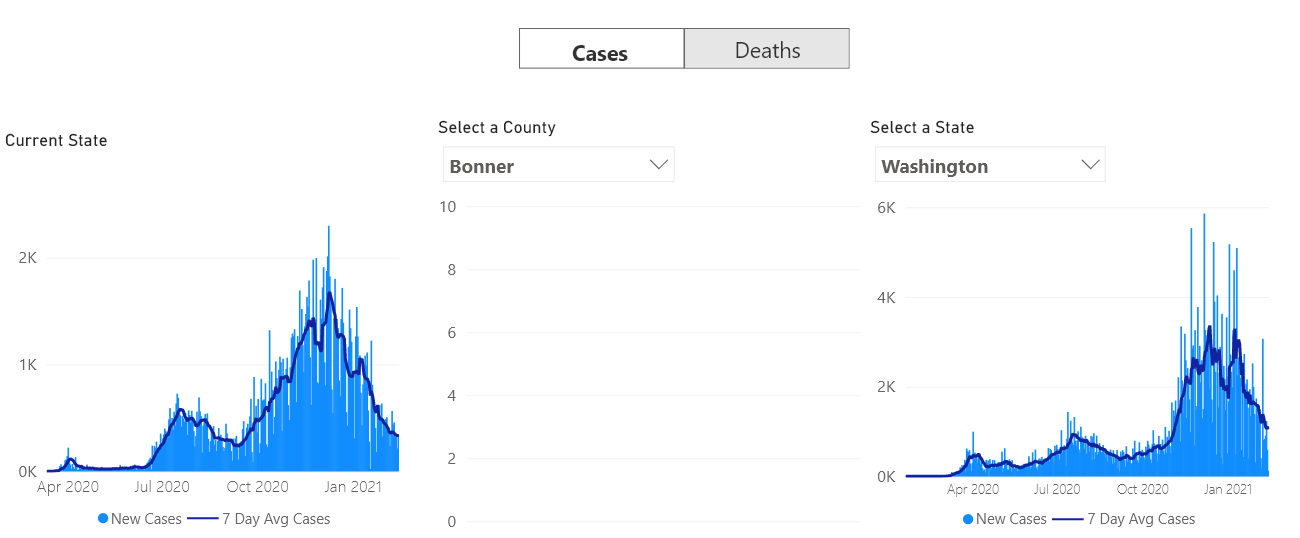 Cases
Deaths
Current State
Select a County
Select a State
Bonner
Washington
2K
1K
0K
Apr 2020 Jul 2020 Oct 2020 Jan 2021
New Cases 7 Day Avg Cases
10
8
6
4
2
0
6K
4K
2K
0K
Apr 2020 Jul 2020 Oct 2020 Jan 2021
New Cases 7 Day Avg Cases